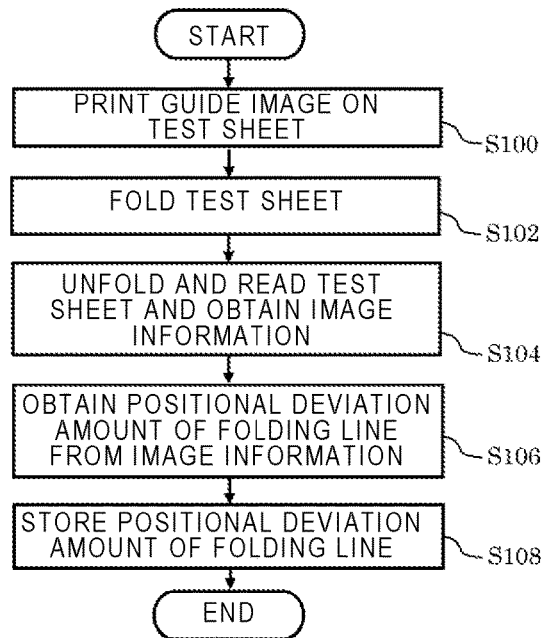 START
PRINT GUIDE IMAGE ON
TEST SHEET
S100
FOLD TEST SHEET
S102
UNFOLD AND READ TEST
SHEET AND OBTAIN IMAGE
INFORMATION
S104
OBTAIN POSITIONAL DEVIATION
AMOUNT OF FOLDING LINE
FROM IMAGE INFORMATION
S106
STORE POSITIONAL DEVIATION
AMOUNT OF FOLDING LINE
S108
END